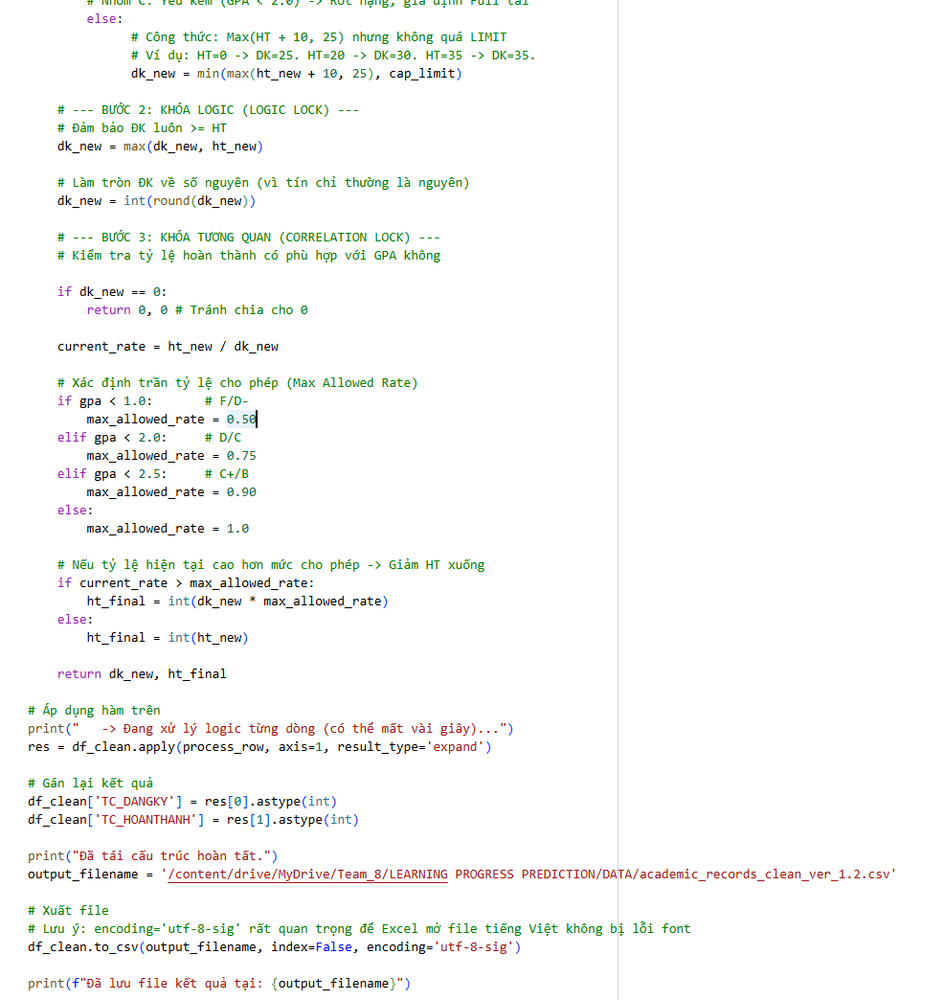 # Nhóm C: Yếu kém (GPA < 2.0) -> Rớt nặng, giả định Full tải
else:
# Công thức: Max(HT + 10, 25) nhưng không quá LIMIT
# Ví dụ: HT=0 -> DK=25. HT=20 -> DK=30. HT=35 -> DK=35.
dk_new = min(max(ht_new + 10, 25), cap_limit)
# --- BƯỚC 2: KHÓA LOGIC (LOGIC LOCK) ---
# Đảm bảo ĐK luôn >= HT
dk_new = max(dk_new, ht_new)
# Làm tròn ĐK về số nguyên (vì tín chỉ thường là nguyên)
dk_new = int(round(dk_new))
# --- BƯỚC 3: KHÓA TƯƠNG QUAN (CORRELATION LOCK) ---
# Kiểm tra tỷ lệ hoàn thành có phù hợp với GPA không
if dk_new == 0:
return 0, 0 # Tránh chia cho 0
current_rate = ht_new / dk_new
# Xác định trần tỷ lệ cho phép (Max Allowed Rate)
if gpa < 1.0:       # F/D-
max_allowed_rate = 0.50
elif gpa < 2.0:     # D/C
max_allowed_rate = 0.75
elif gpa < 2.5:     # C+/B
max_allowed_rate = 0.90
else:
max_allowed_rate = 1.0
# Nếu tỷ lệ hiện tại cao hơn mức cho phép -> Giảm HT xuống
if current_rate > max_allowed_rate:
ht_final = int(dk_new * max_allowed_rate)
else:
ht_final = int(ht_new)
return dk_new, ht_final
# Áp dụng hàm trên
print("   -> Đang xử lý logic từng dòng (có thể mất vài giây)...")
res = df_clean.apply(process_row, axis=1, result_type='expand')
# Gán lại kết quả
df_clean['TC_DANGKY'] = res[0].astype(int)
df_clean['TC_HOANTHANH'] = res[1].astype(int)
print("Đã tái cấu trúc hoàn tất.")
output_filename = '/content/drive/MyDrive/Team_8/LEARNING PROGRESS PREDICTION/DATA/academic_records_clean_ver_1.2.csv'
# Xuất file
# Lưu ý: encoding='utf-8-sig' rất quan trọng để Excel mở file tiếng Việt không bị lỗi font
df_clean.to_csv(output_filename, index=False, encoding='utf-8-sig')
print(f"Đã lưu file kết quả tại: {output_filename}")